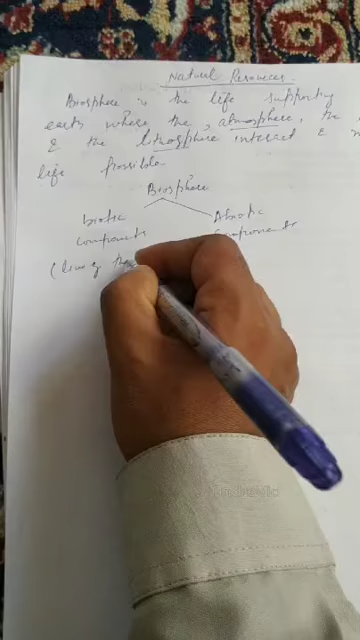 Natural Resources.
Biosphere is the life supporting
earth where the, atmosphere, the
& the lithosphere interact &
life possible
Biosphere
biotic Abiotic
components components
(living